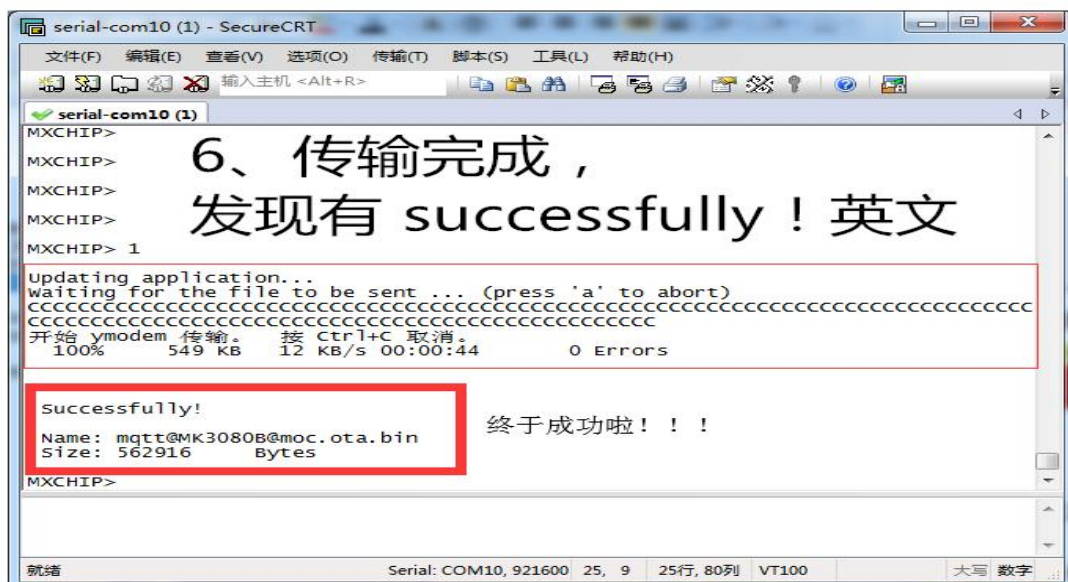 serial-com10 (1) - SecureCRT
文件(F) 编辑(E) 查看(V) 选项(O) 传输(T) 脚本(S) 工具(L) 帮助(H)
输入主机 <Alt+R>
serial-com10 (1)
MXCHIP>
MXCHIP>
MXCHIP>
MXCHIP>
MXCHIP> 1
6、传输完成，
发现有 successfully！英文
Updating application...
Waiting for the file to be sent ... (press 'a' to abort)
CCCCCCCCCCCCCCCCCCCCCCCCCCCCCCCCCCCCCCCCCCCCCCCCCCCCCCCCCCCCCCCCCCCCCCCCCCCCCCCC
CCCCCCCCCCCCCCCCCCCCCCCCCCCCCCCCCCCCCCCCCCCCCCCCCC
开始 ymodem 传输。 按 Ctrl+C 取消。
100% 549 KB 12 KB/s 00:00:44 0 Errors
Successfully!
Name: mqtt@MK3080B@moc.ota.bin
Size: 562916 Bytes
终于成功啦！！！
MXCHIP>
就绪 Serial: COM10, 921600 25, 9 25行, 80列 VT100 大写 数字